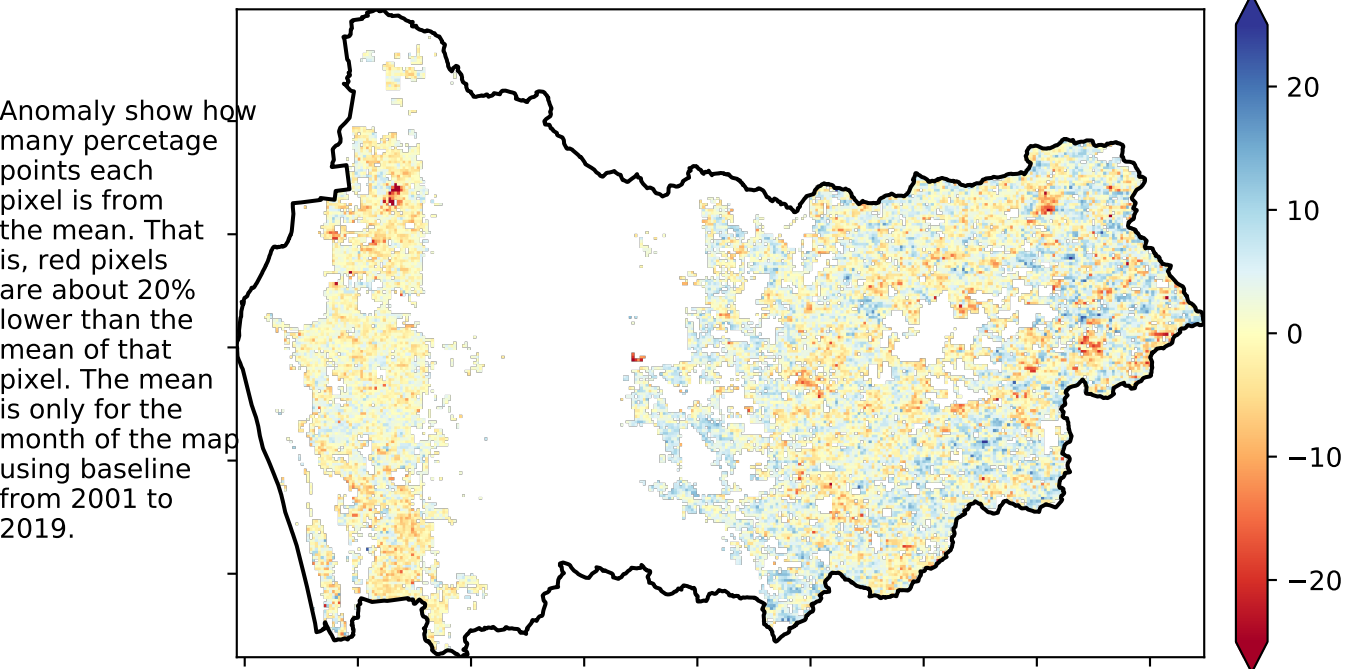 Anomaly show how
many percetage
points each
pixel is from
the mean. That
is, red pixels
are about 20%
lower than the
mean of that
pixel. The mean
is only for the
month of the map
using baseline
from 2001 to
2019.
20
10
0
−10
−20